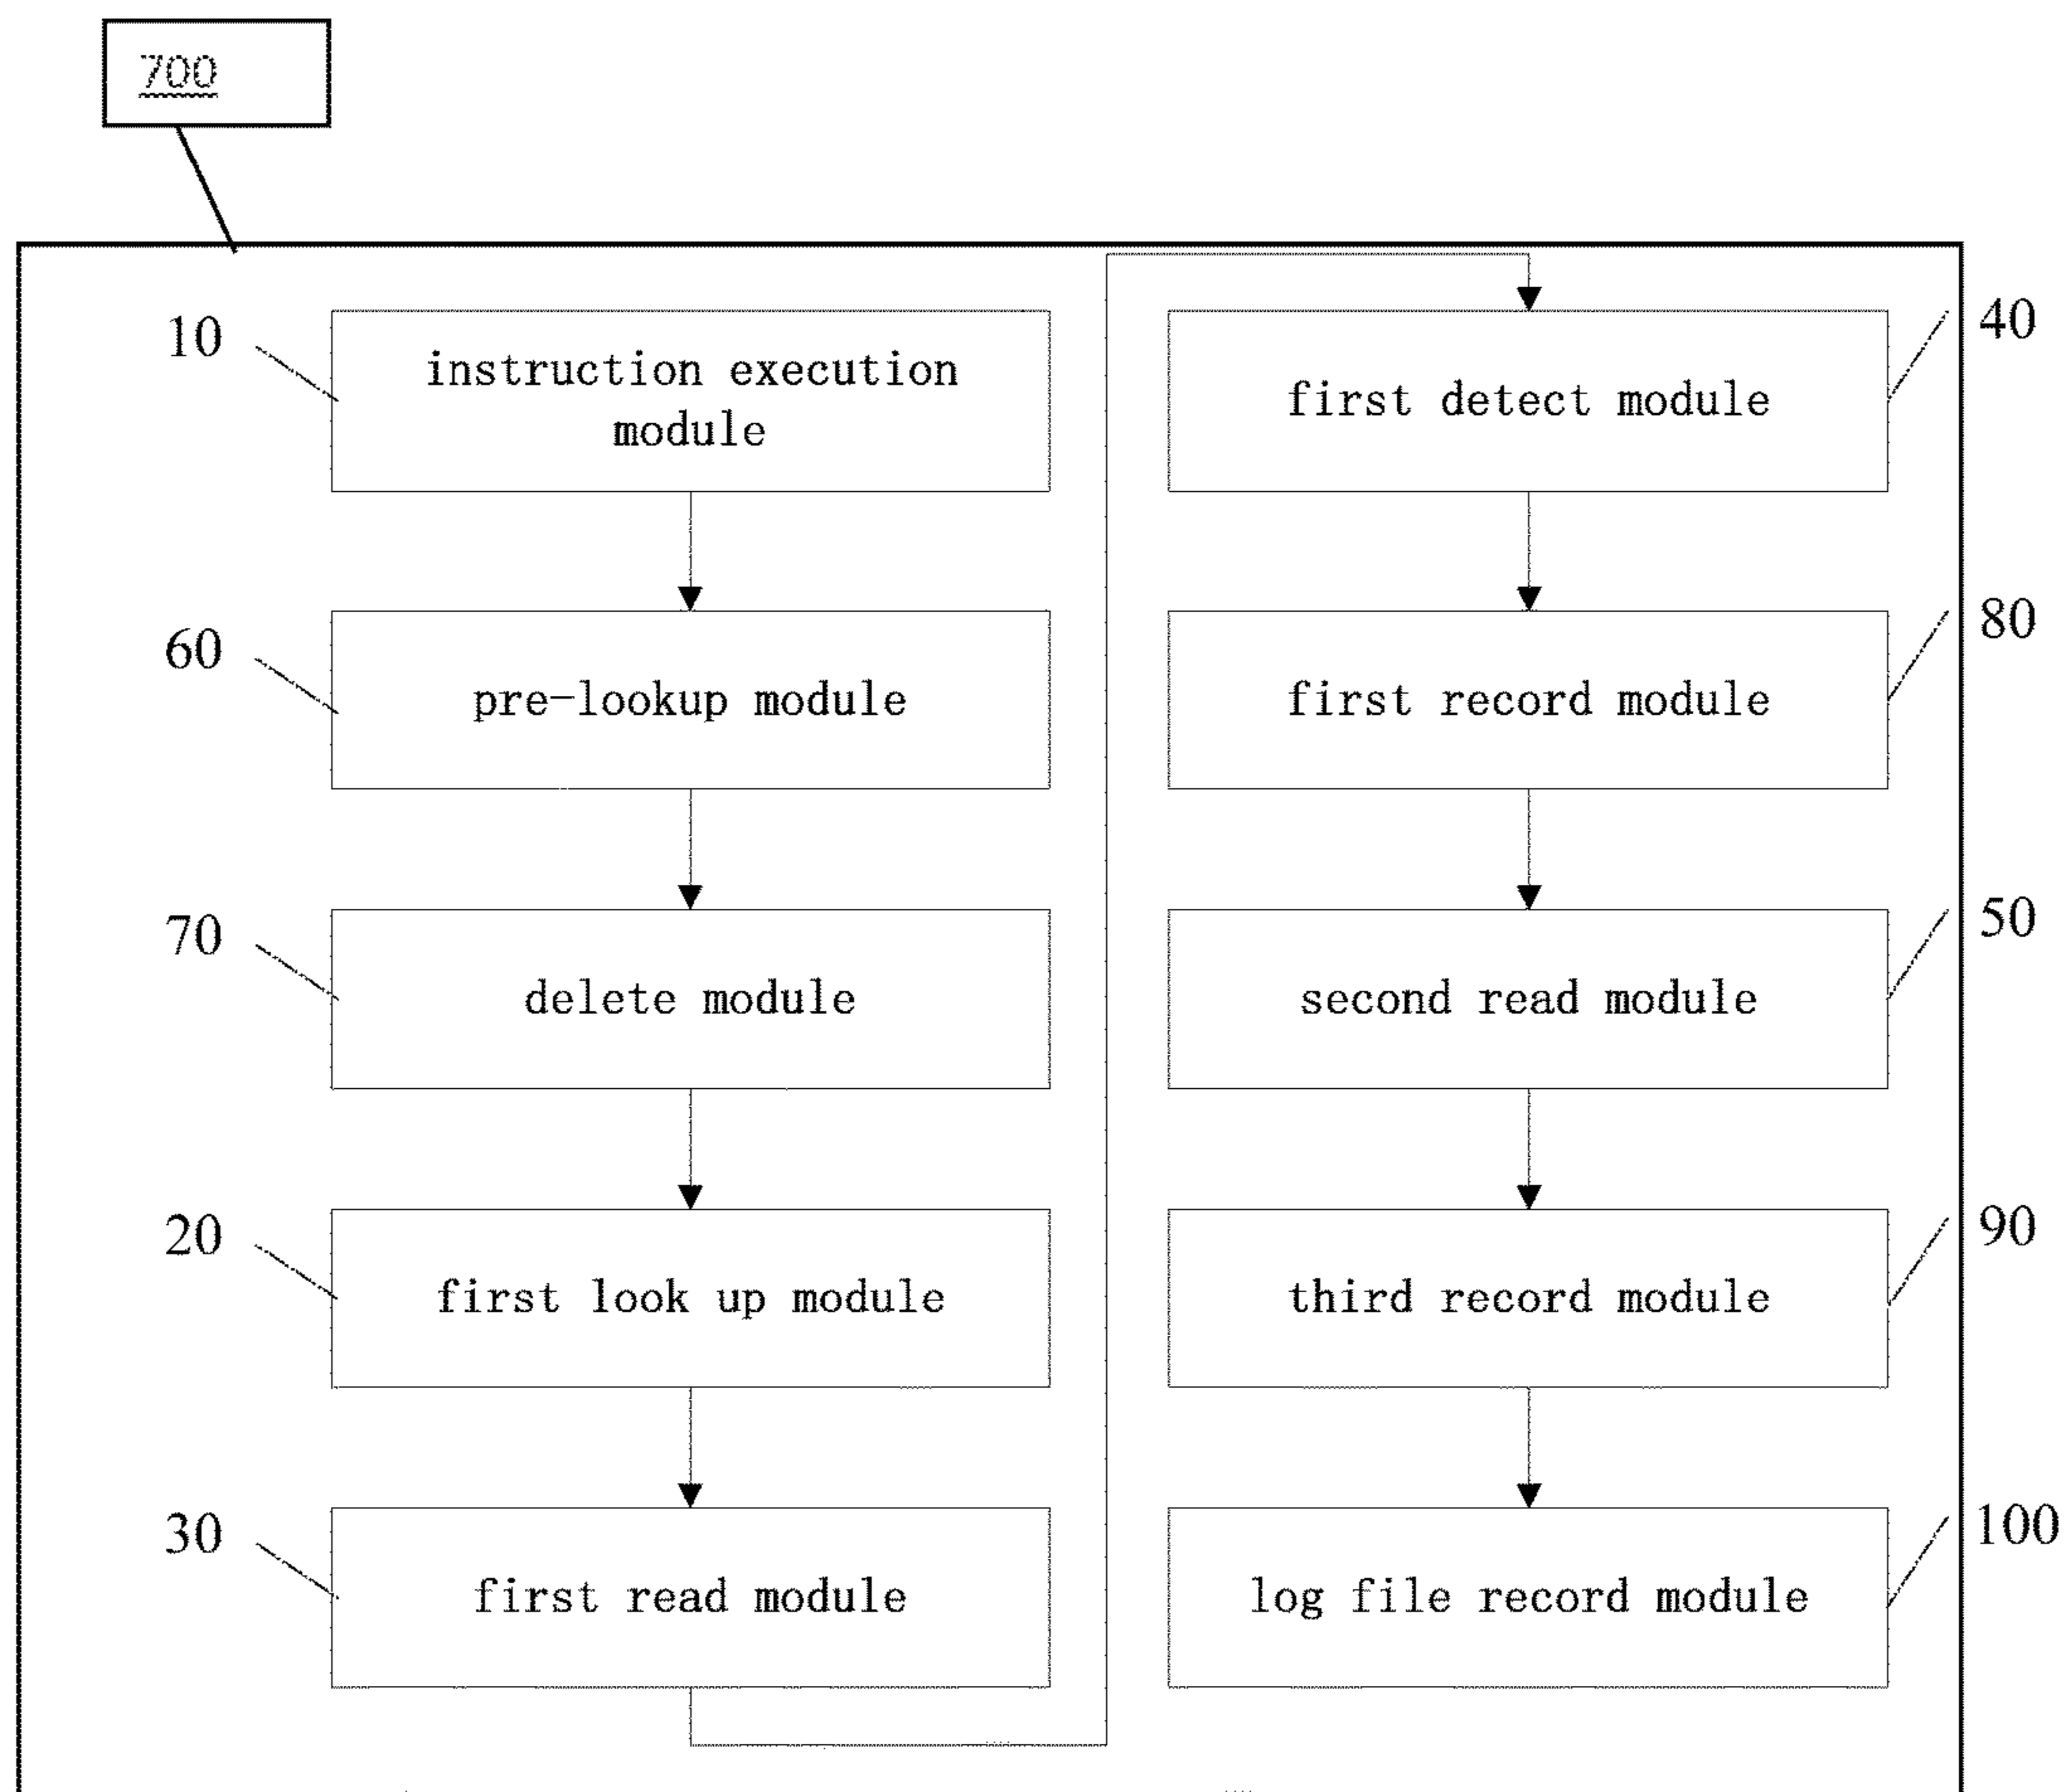 700
10
instruction execution
module
60
pre-lookup module
70
delete module
20
first look up module
30
first read module
40
first detect module
80
first record module
50
second read module
90
third record module
100
log file record module